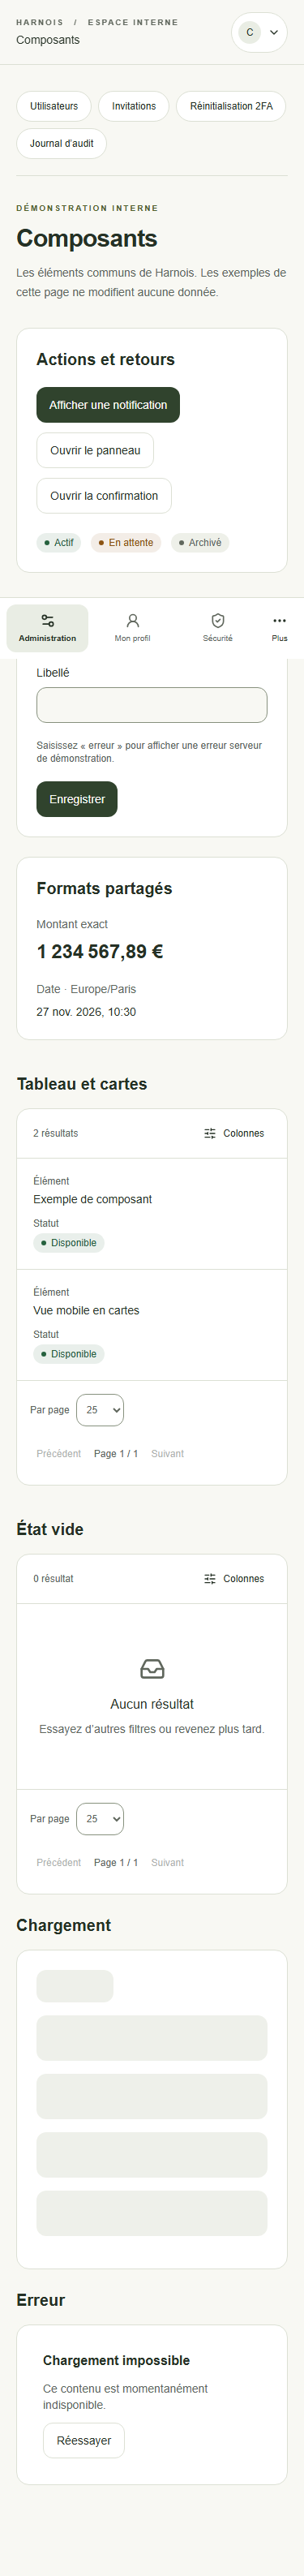 HARNOIS / ESPACE INTERNE
Composants
C
Utilisateurs
Invitations
Réinitialisation 2FA
Journal d'audit
DÉMONSTRATION INTERNE
Composants
Les éléments communs de Harnois. Les exemples de
cette page ne modifient aucune donnée.
Actions et retours
Afficher une notification
Ouvrir le panneau
Ouvrir la confirmation
Actif
En attente
Archivé
Administration
Mon profil
Sécurité
Plus
Libellé
Saisissez « erreur » pour afficher une erreur serveur
de démonstration.
Enregistrer
Formats partagés
Montant exact
1 234 567,89 €
Date · Europe/Paris
27 nov. 2026, 10:30
Tableau et cartes
2 résultats
Colonnes
Élément
Exemple de composant
Statut
Disponible
Élément
Vue mobile en cartes
Statut
Disponible
Par page
25
Précédent
Page 1 / 1
Suivant
État vide
0 résultat
Colonnes
Aucun résultat
Essayez d'autres filtres ou revenez plus tard.
Par page
25
Précédent
Page 1 / 1
Suivant
Chargement
Erreur
Chargement impossible
Ce contenu est momentanément
indisponible.
Réessayer